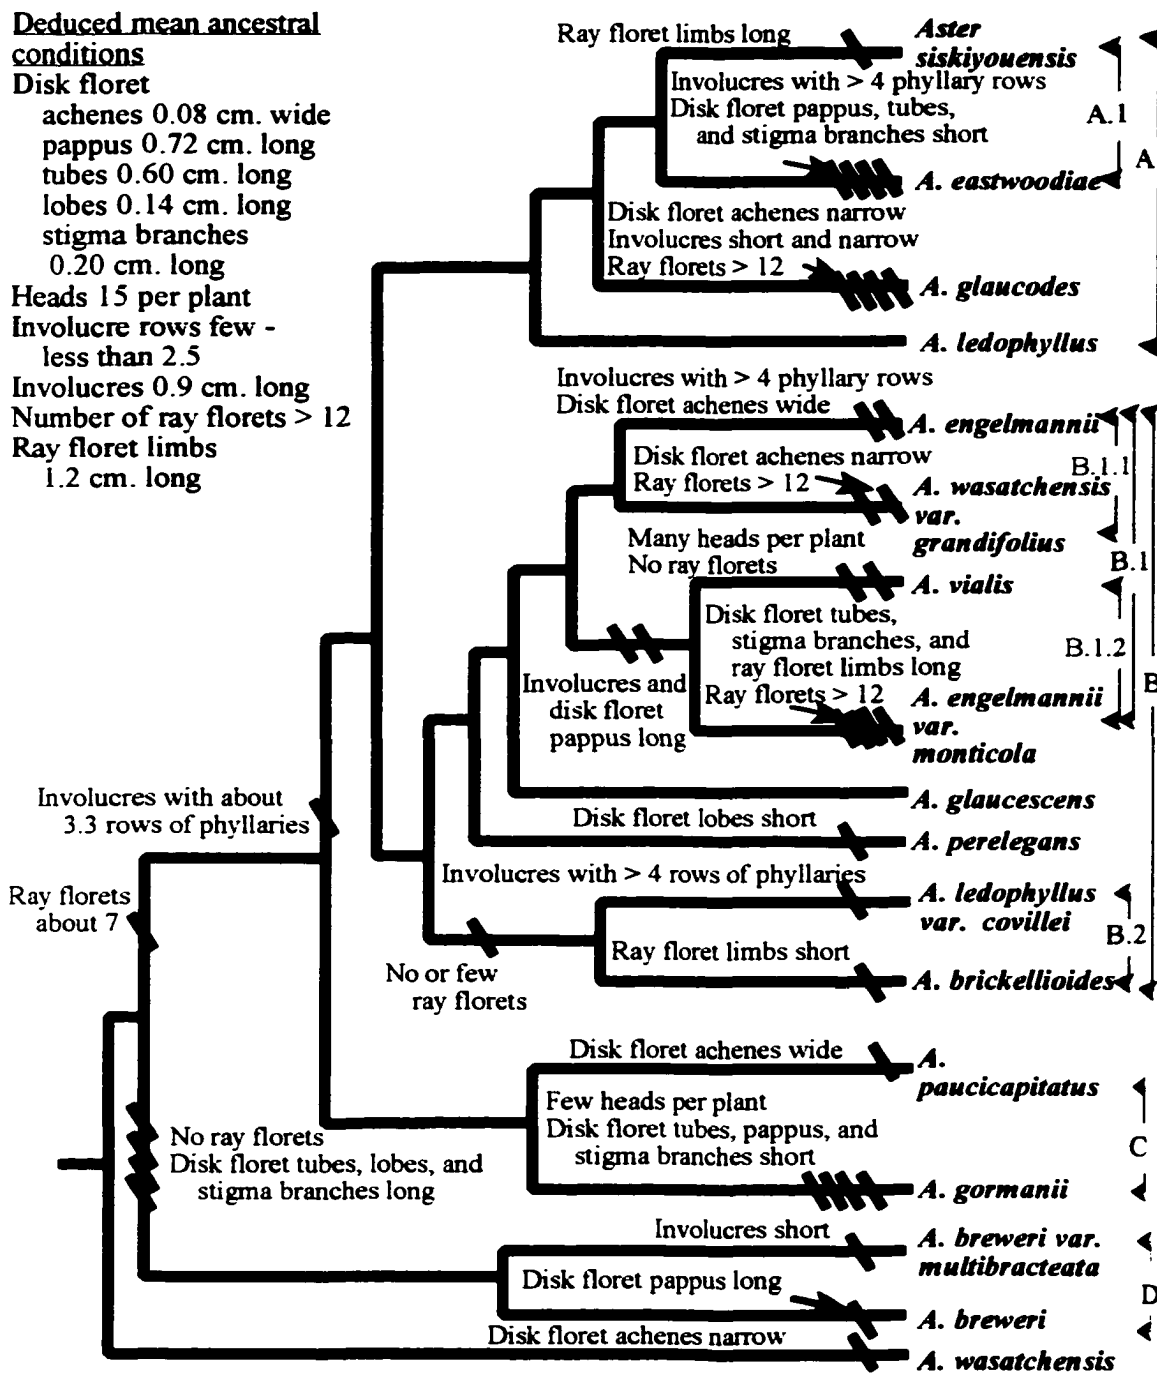 Deduced mean ancestral
conditions
Disk floret
achenes 0.08 cm. wide
pappus 0.72 cm. long
tubes 0.60 cm. long
lobes 0.14 cm. long
stigma branches
0.20 cm. long
Heads 15 per plant
Involucre rows few -
less than 2.5
Involucres 0.9 cm. long
Number of ray florets > 12
Ray floret limbs
1.2 cm. long
Ray floret limbs long
Aster
siskiyouensis
Involucres with > 4 phyllary rows
Disk floret pappus, tubes,
and stigma branches short
A.1
A
A. eastwoodiae
Disk floret achenes narrow
Involucres short and narrow
Ray florets > 12
A. glaucodes
A. ledophyllus
Involucres with > 4 phyllary rows
Disk floret achenes wide
A. engelmannii
Disk floret achenes narrow
Ray florets > 12
B.1.1
A. wasatchensis
var.
grandifolius
Many heads per plant
No ray florets
B.1
A. vialis
Disk floret tubes,
stigma branches, and
ray floret limbs long
Ray florets > 12
B.1.2
B
A. engelmannii
var.
monticola
Involucres and
disk floret
pappus long
A. glaucescens
Involucres with about
3.3 rows of phyllaries
Disk floret lobes short
A. perelegans
Involucres with > 4 rows of phyllaries
A. ledophyllus
var. covillei
Ray florets
about 7
B.2
Ray floret limbs short
No or few
ray florets
A. brickellioides
Disk floret achenes wide
A.
paucicapitatus
Few heads per plant
Disk floret tubes, pappus, and
stigma branches short
C
No ray florets
Disk floret tubes, lobes, and
stigma branches long
A. gormanii
Involucres short
A. breweri var.
multibracteata
Disk floret pappus long
D
A. breweri
Disk floret achenes narrow
A. wasatchensis